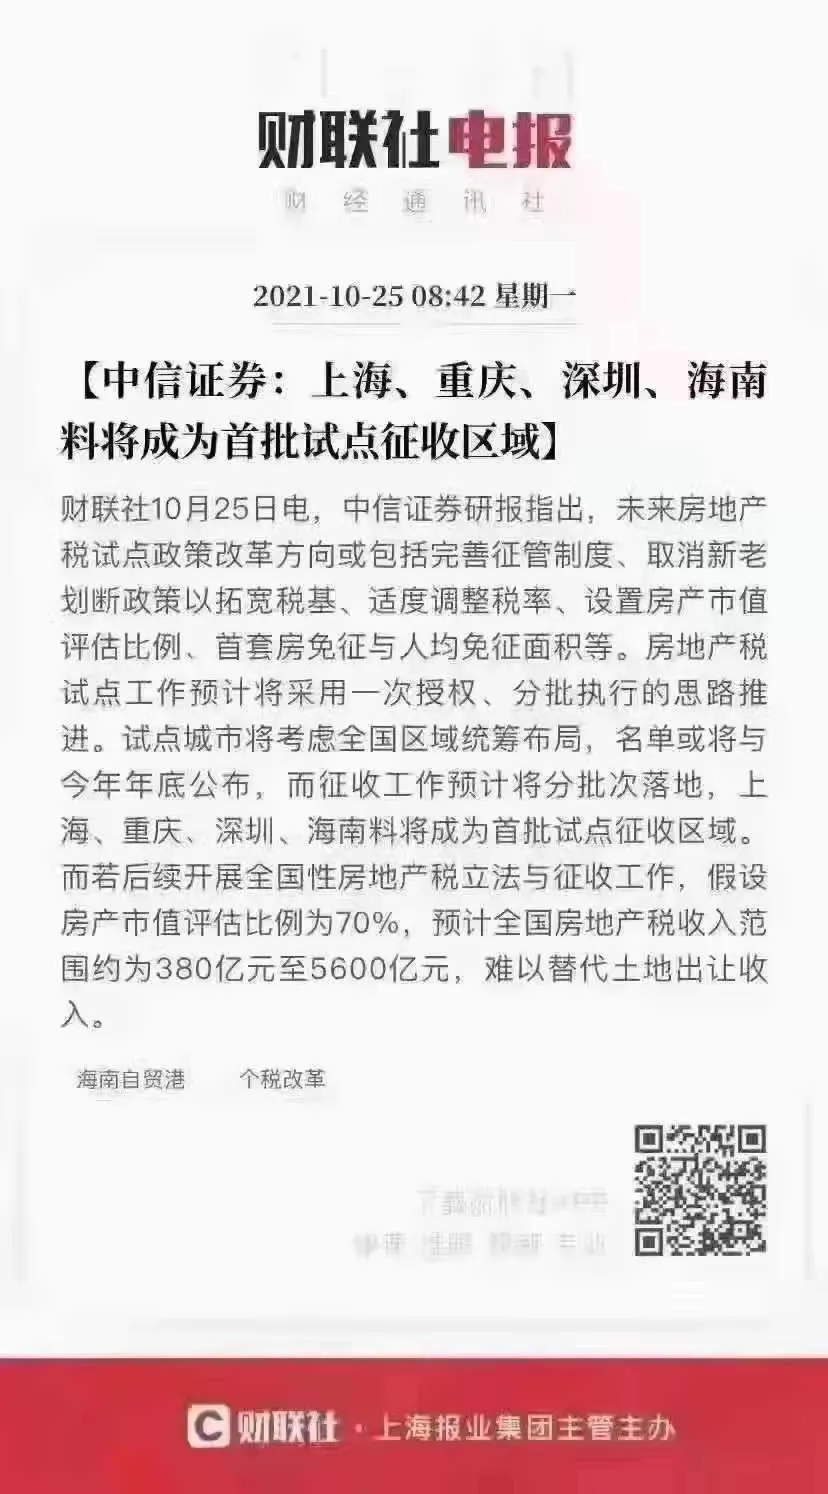 财联社电报
财经通讯社
2021-10-25 08:42 星期一
【中信证券：上海、重庆、深圳、海南
料将成为首批试点征收区域】
财联社10月25日电，中信证券研报指出，未来房地产
税试点政策改革方向或包括完善征管制度、取消新老
划断政策以拓宽税基、适度调整税率、设置房产市值
评估比例、首套房免征与人均免征面积等。房地产税
试点工作预计将采用一次授权、分批执行的思路推
进。试点城市将考虑全国区域统筹布局，名单或将与
今年年底公布，而征收工作预计将分批次落地，上
海、重庆、深圳、海南料将成为首批试点征收区域。
而若后续开展全国性房地产税立法与征收工作，假设
房产市值评估比例为70%，预计全国房地产税收入范
围约为380亿元至5600亿元，难以替代土地出让收
入。
海南自贸港 个税改革
C 财联社·上海报业集团主管主办